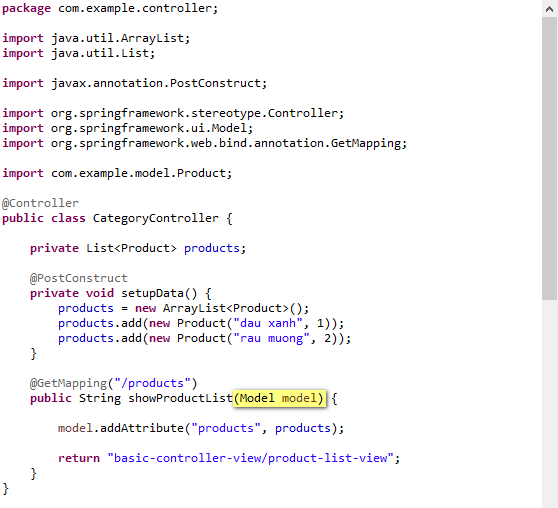 package com.example.controller;
import java.util.ArrayList;
import java.util.List;
import javax.annotation.PostConstruct;
import org.springframework.stereotype.Controller;
import org.springframework.ui.Model;
import org.springframework.web.bind.annotation.GetMapping;
import com.example.model.Product;
@Controller
public class CategoryController {
    private List<Product> products;
    @PostConstruct
    private void setupData() {
        products = new ArrayList<Product>();
        products.add(new Product("dau xanh", 1));
        products.add(new Product("rau muong", 2));
    }
    @GetMapping("/products")
    public String showProductList(Model model) {
        model.addAttribute("products", products);
        return "basic-controller-view/product-list-view";
    }
}